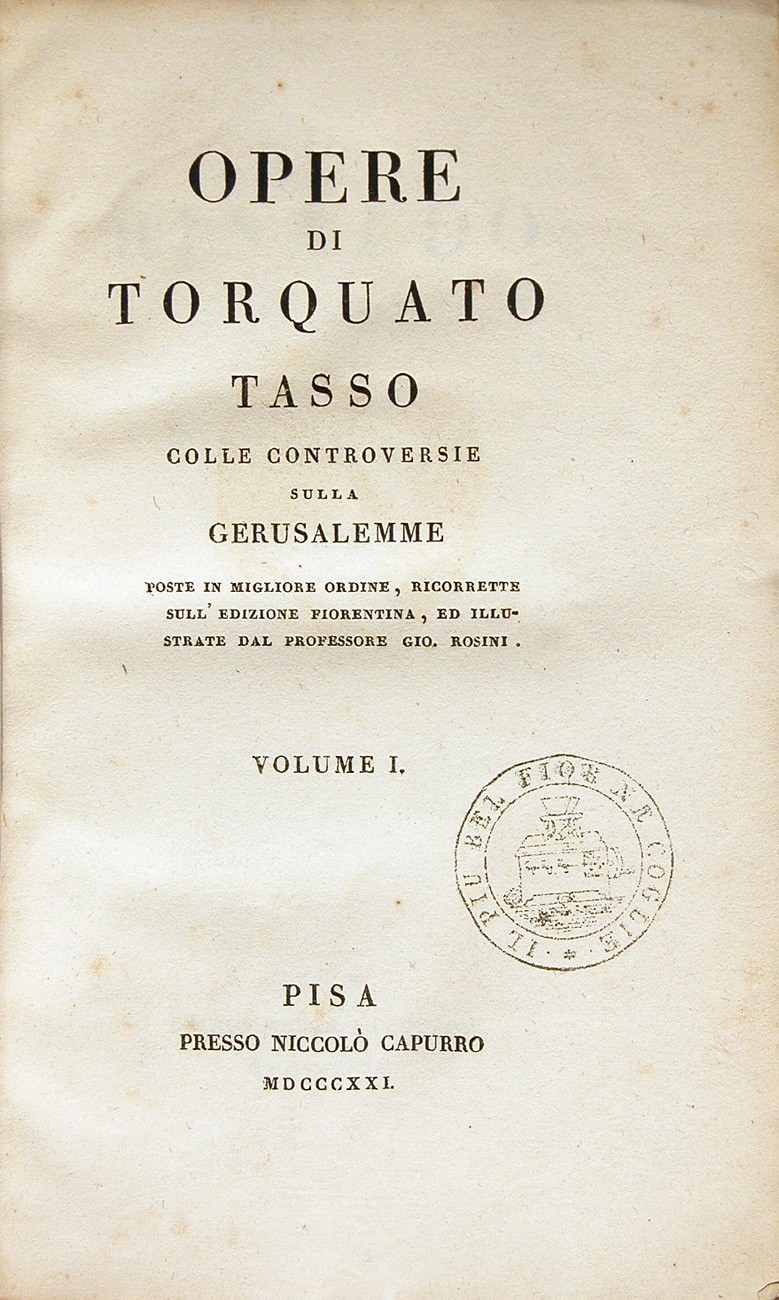 OPERE
DI
TORQUATO
TASSO
COLLE CONTROVERSIE
SULLA
GERUSALEMME
POSTE IN MIGLIORE ORDINE, RICORRETTE
SULL' EDIZIONE FIORENTINA, ED ILLU-
STRATE DAL PROFESSORE GIO. ROSINI.
VOLUME I.
IL PIÙ BEL FIOR NE COGLIE
PISA
PRESSO NICCOLÒ CAPURRO
MDCCCXXI.